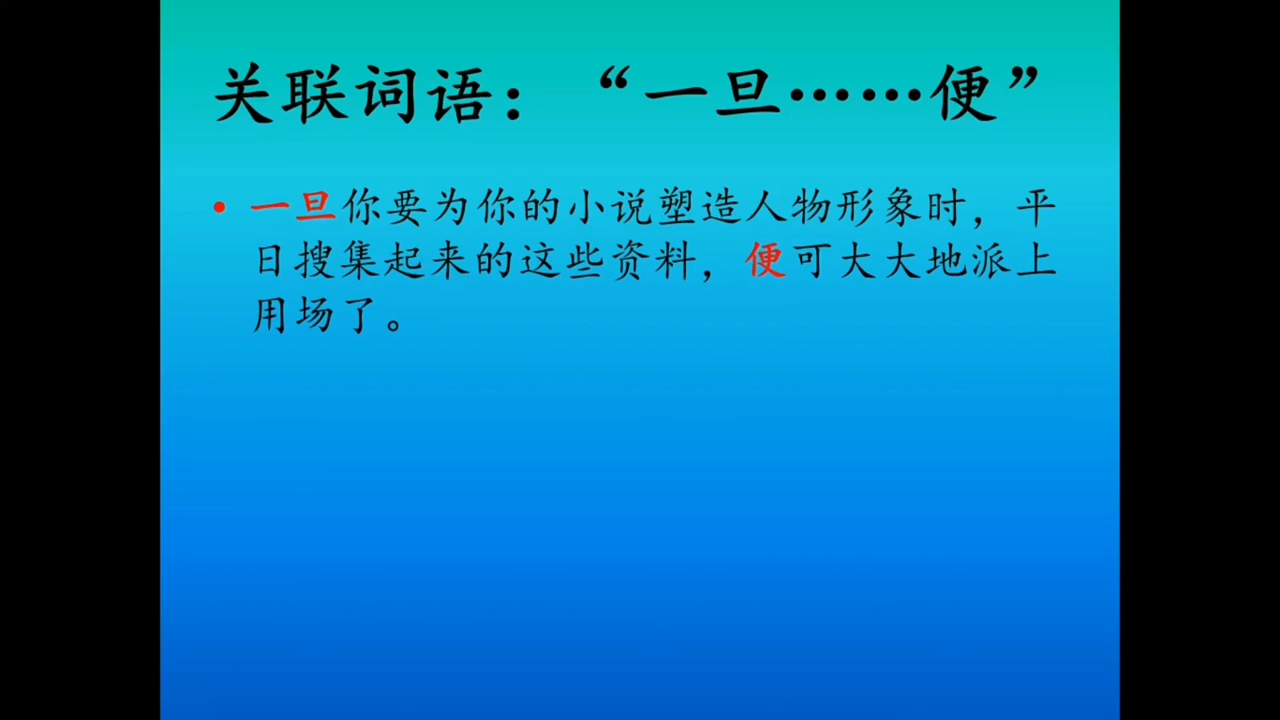 关联词语：“一旦……便”
• 一旦你要为你的小说塑造人物形象时，平
日搜集起来的这些资料，便可大大地派上
用场了。